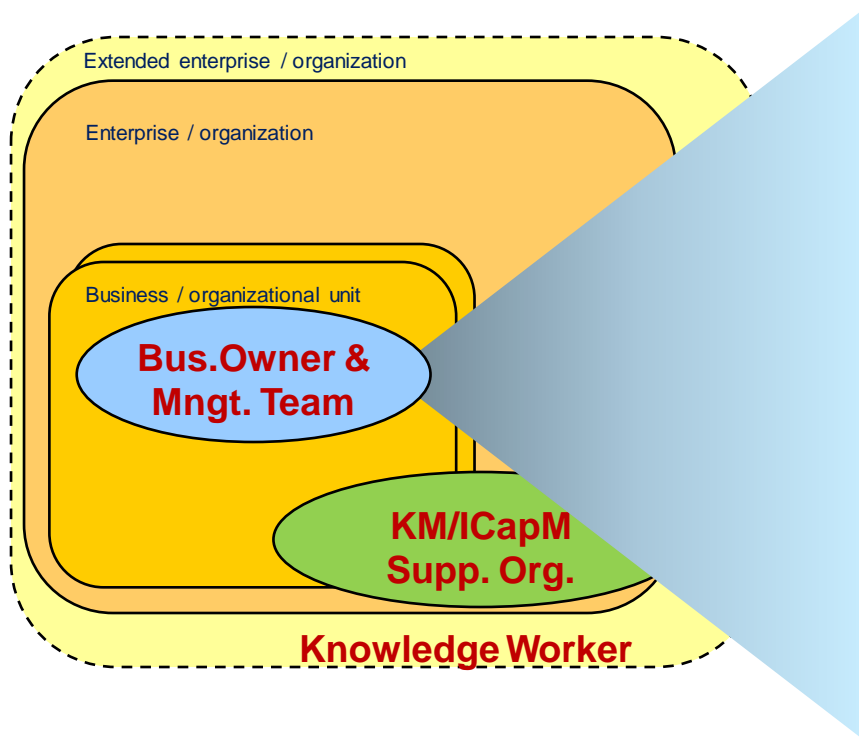 Extended enterprise / organization
Enterprise / organization
Business / organizational unit
Bus.Owner &
Mngt. Team
KM/ICapM
Supp. Org.
Knowledge Worker